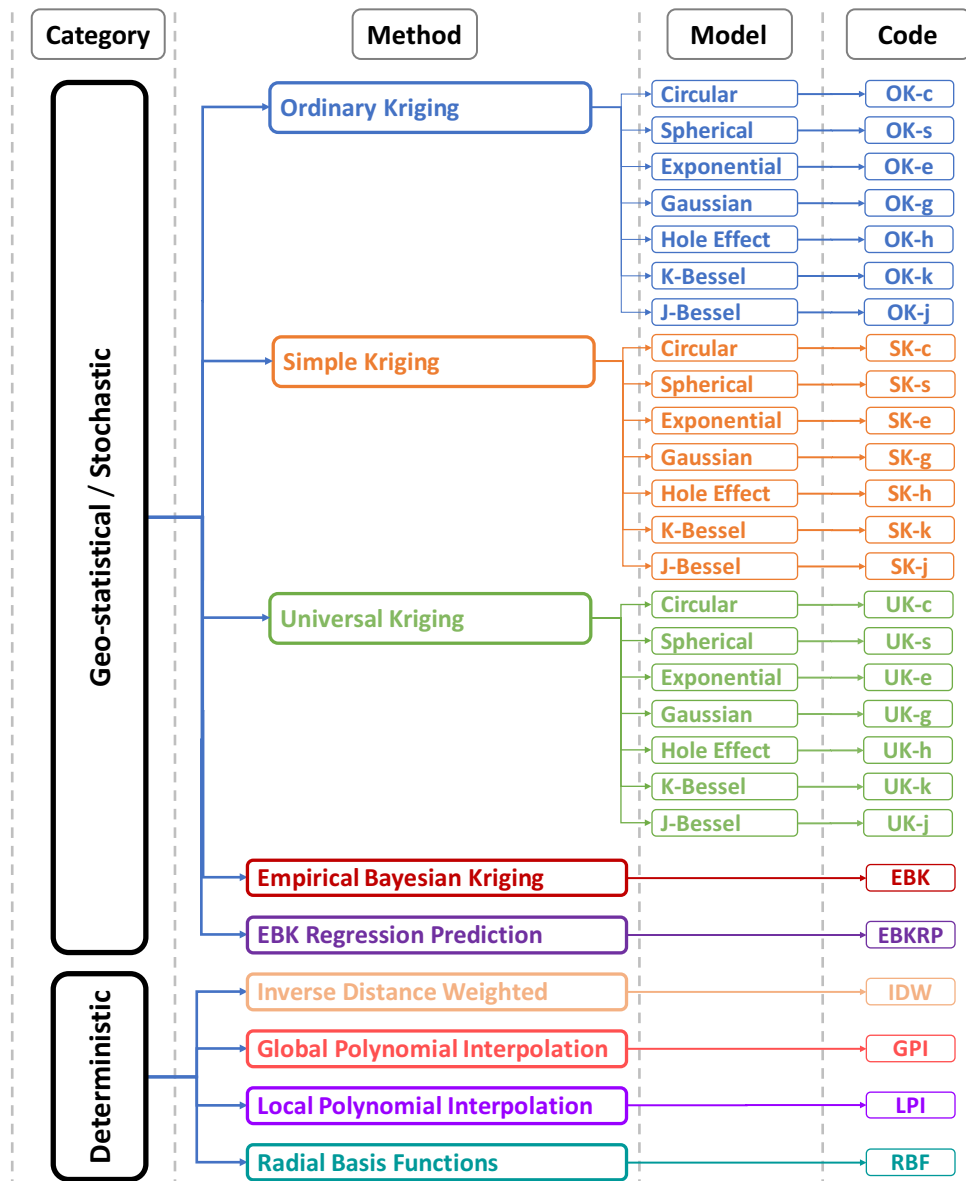 Category
Method
Model
Code
Geo-statistical / Stochastic
Ordinary Kriging
Circular
OK-c
Spherical
OK-s
Exponential
OK-e
Gaussian
OK-g
Hole Effect
OK-h
K-Bessel
OK-k
J-Bessel
OK-j
Simple Kriging
Circular
SK-c
Spherical
SK-s
Exponential
SK-e
Gaussian
SK-g
Hole Effect
SK-h
K-Bessel
SK-k
J-Bessel
SK-j
Universal Kriging
Circular
UK-c
Spherical
UK-s
Exponential
UK-e
Gaussian
UK-g
Hole Effect
UK-h
K-Bessel
UK-k
J-Bessel
UK-j
Empirical Bayesian Kriging
EBK
EBK Regression Prediction
EBKRP
Deterministic
Inverse Distance Weighted
IDW
Global Polynomial Interpolation
GPI
Local Polynomial Interpolation
LPI
Radial Basis Functions
RBF